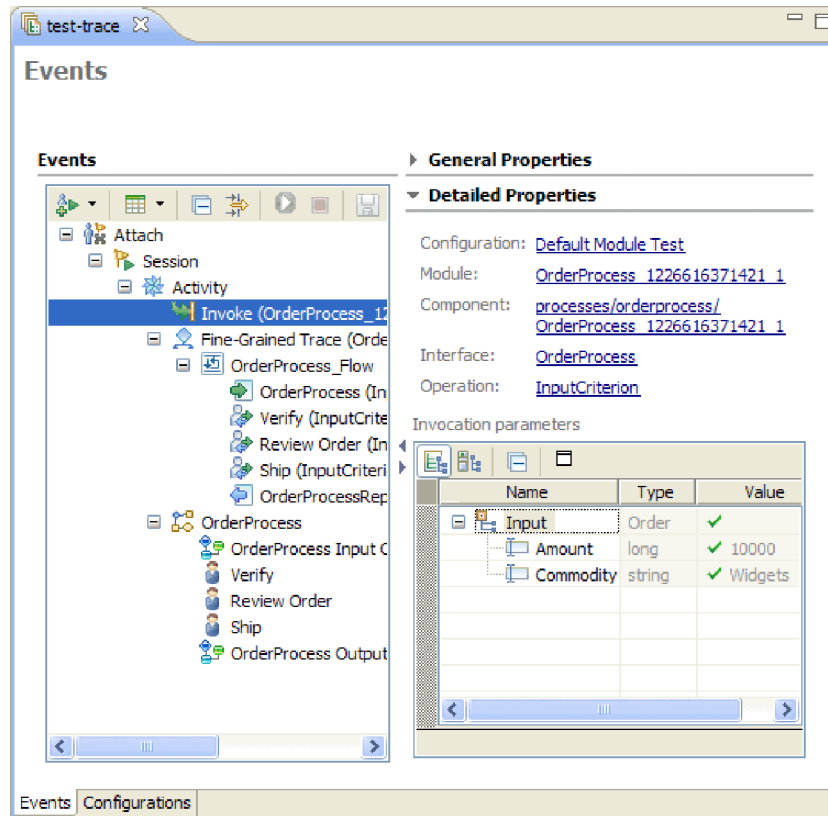 test-trace
Events
Events
Attach
Session
Activity
Invoke (OrderProcess_12
Fine-Grained Trace (Orde
OrderProcess_Flow
OrderProcess (In
Verify (InputCrite
Review Order (In
Ship (InputCriteri
OrderProcessRep
OrderProcess
OrderProcess Input C
Verify
Review Order
Ship
OrderProcess Output
General Properties
Detailed Properties
Configuration: Default Module Test
Module: OrderProcess_1226616371421_1
Component: processes/orderprocess/
OrderProcess_1226616371421_1
Interface: OrderProcess
Operation: InputCriterion
Invocation parameters
Name Type Value
Input Order
Amount long 10000
Commodity string Widgets
Events Configurations